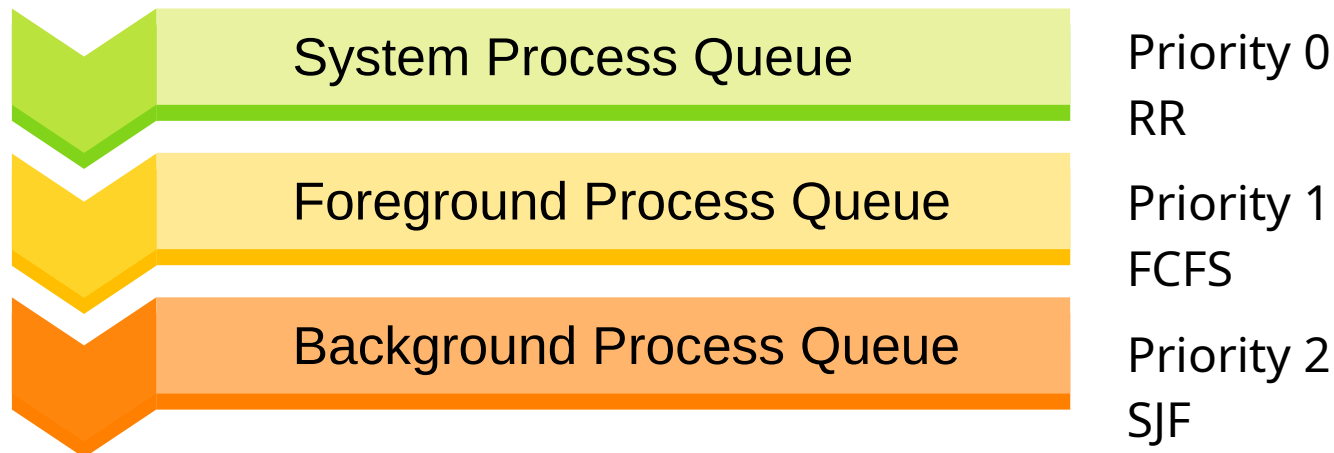 System Process Queue
Priority 0
RR
Foreground Process Queue
Priority 1
FCFS
Background Process Queue
Priority 2
SJF